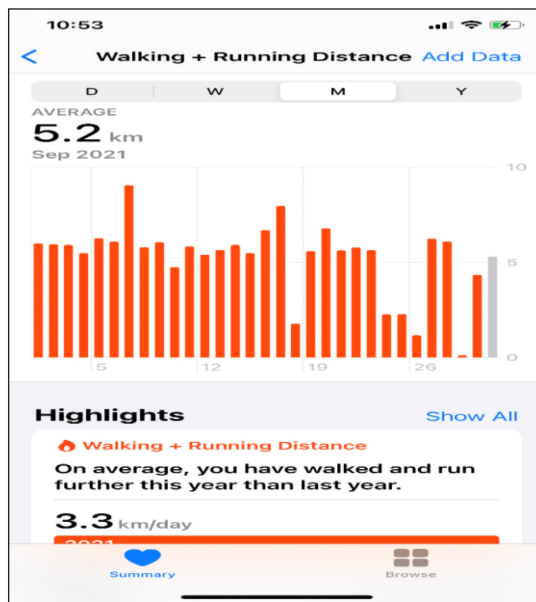 10:53
Walking + Running Distance Add Data
D W M Y
AVERAGE
5.2 km
Sep 2021
10
5
0
5 12 19 26
Highlights Show All
Walking + Running Distance
On average, you have walked and run
further this year than last year.
3.3 km/day
2021
Summary Browse